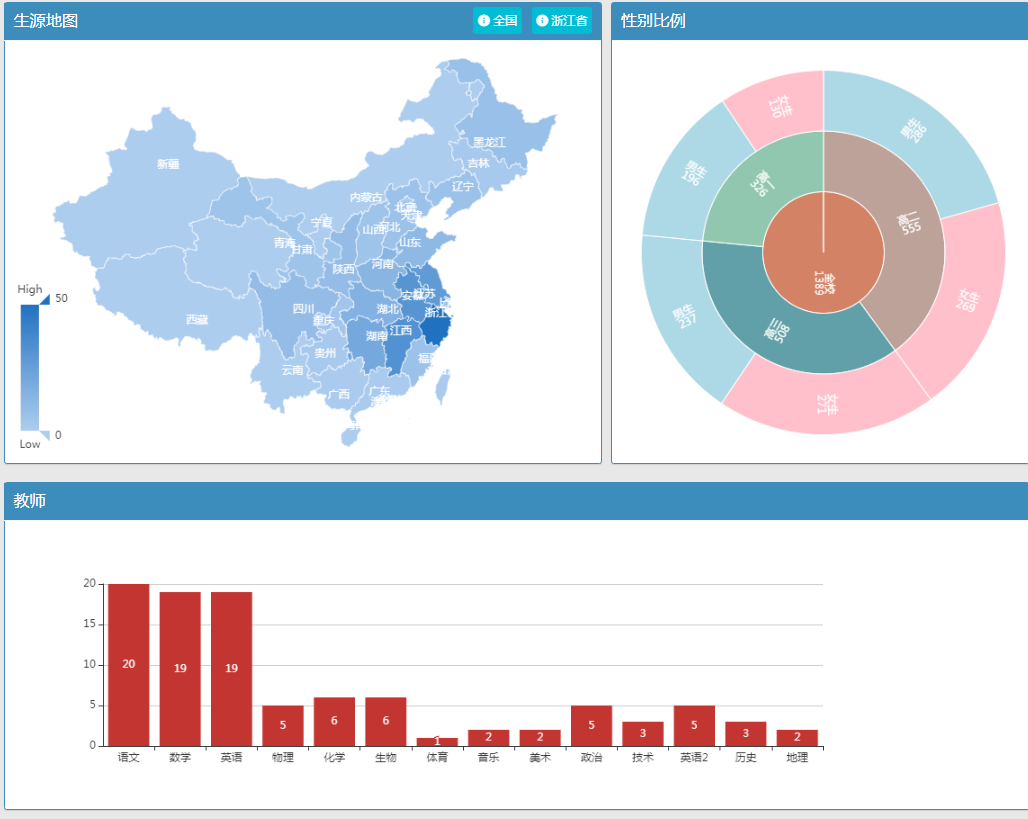 生源地图
全国
浙江省
性别比例
黑龙江
吉林
新疆
辽宁
内蒙古
北京
天津
宁夏
山西
河北
青海
甘肃
山东
陕西
河南
High
50
四川
安徽
江苏
上
湖北
浙江
西藏
重庆
江西
湖南
贵州
福
云南
广西
广东
0
Low
女生
130
男生
286
男生
196
高一
326
高二
555
全校
1389
女生
269
男生
237
高三
508
女生
271
教师
20
15
10
5
0
20
19
19
5
6
6
1
2
2
5
3
5
3
2
语文
数学
英语
物理
化学
生物
体育
音乐
美术
政治
技术
英语2
历史
地理